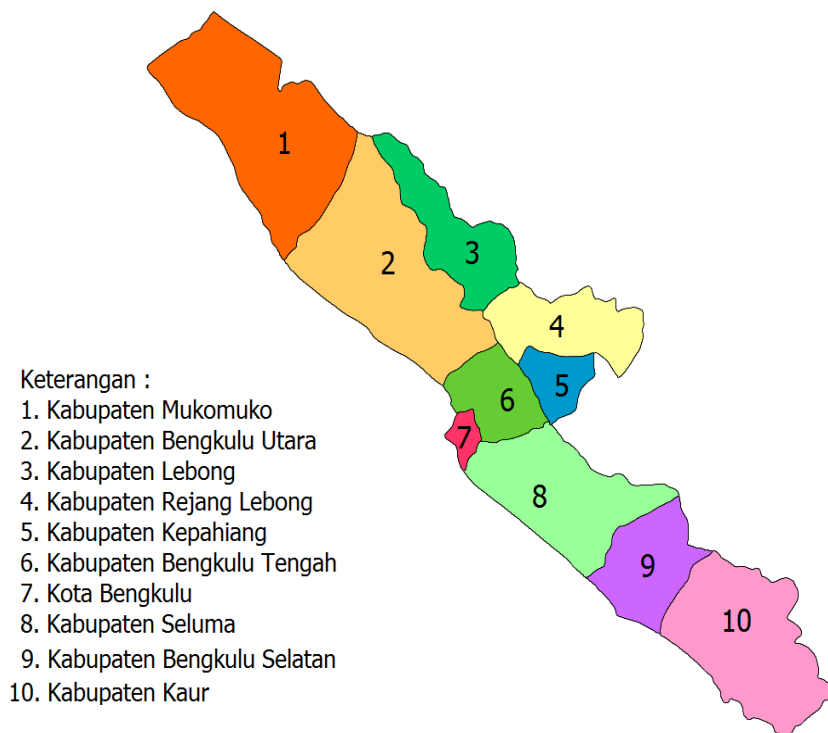 1
2
3
4
5
6
7
8
9
10
Keterangan :
1. Kabupaten Mukomuko
2. Kabupaten Bengkulu Utara
3. Kabupaten Lebong
4. Kabupaten Rejang Lebong
5. Kabupaten Kepahiang
6. Kabupaten Bengkulu Tengah
7. Kota Bengkulu
8. Kabupaten Seluma
9. Kabupaten Bengkulu Selatan
10. Kabupaten Kaur